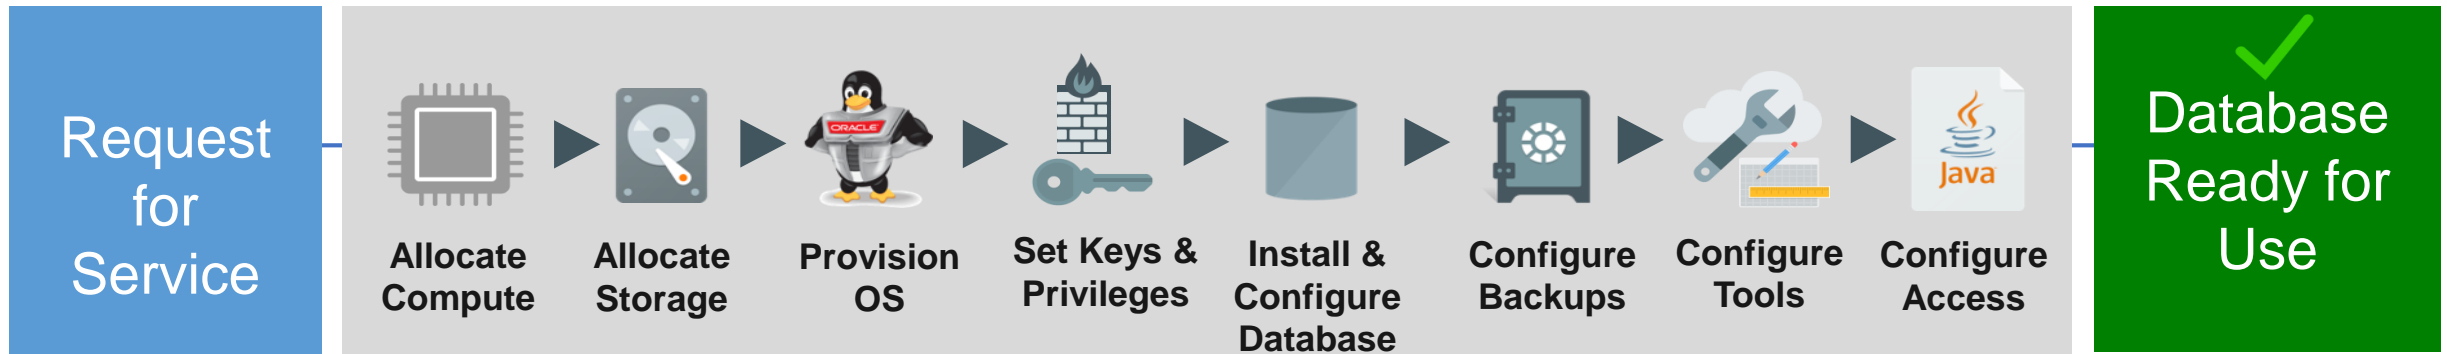 Request
for
Service
Allocate
Compute
Allocate
Storage
ORACLE
Provision
OS
Set Keys &
Privileges
Install &
Configure
Database
Configure
Backups
Configure
Tools
Java
Configure
Access
Database
Ready for
Use